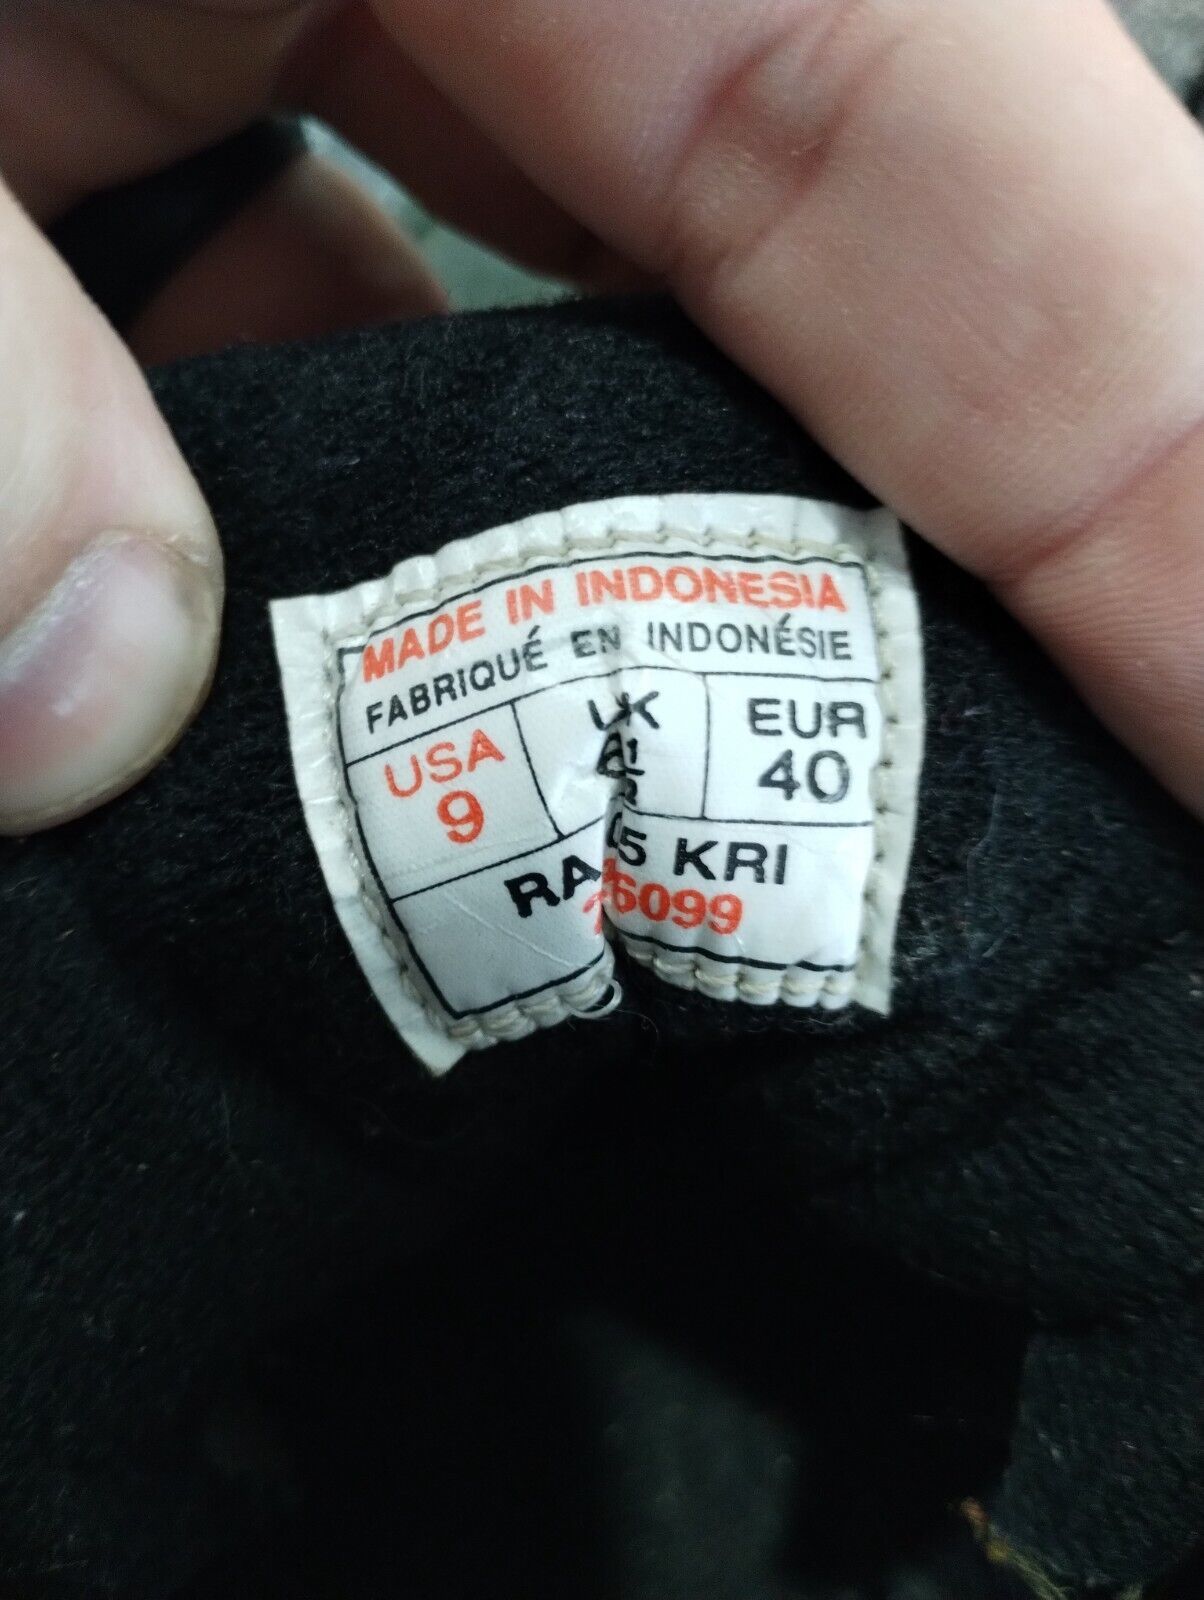 MADE IN INDONESIA
FABRIQUÉ EN INDONÉSIE
USA UK EUR
9 40
KRI